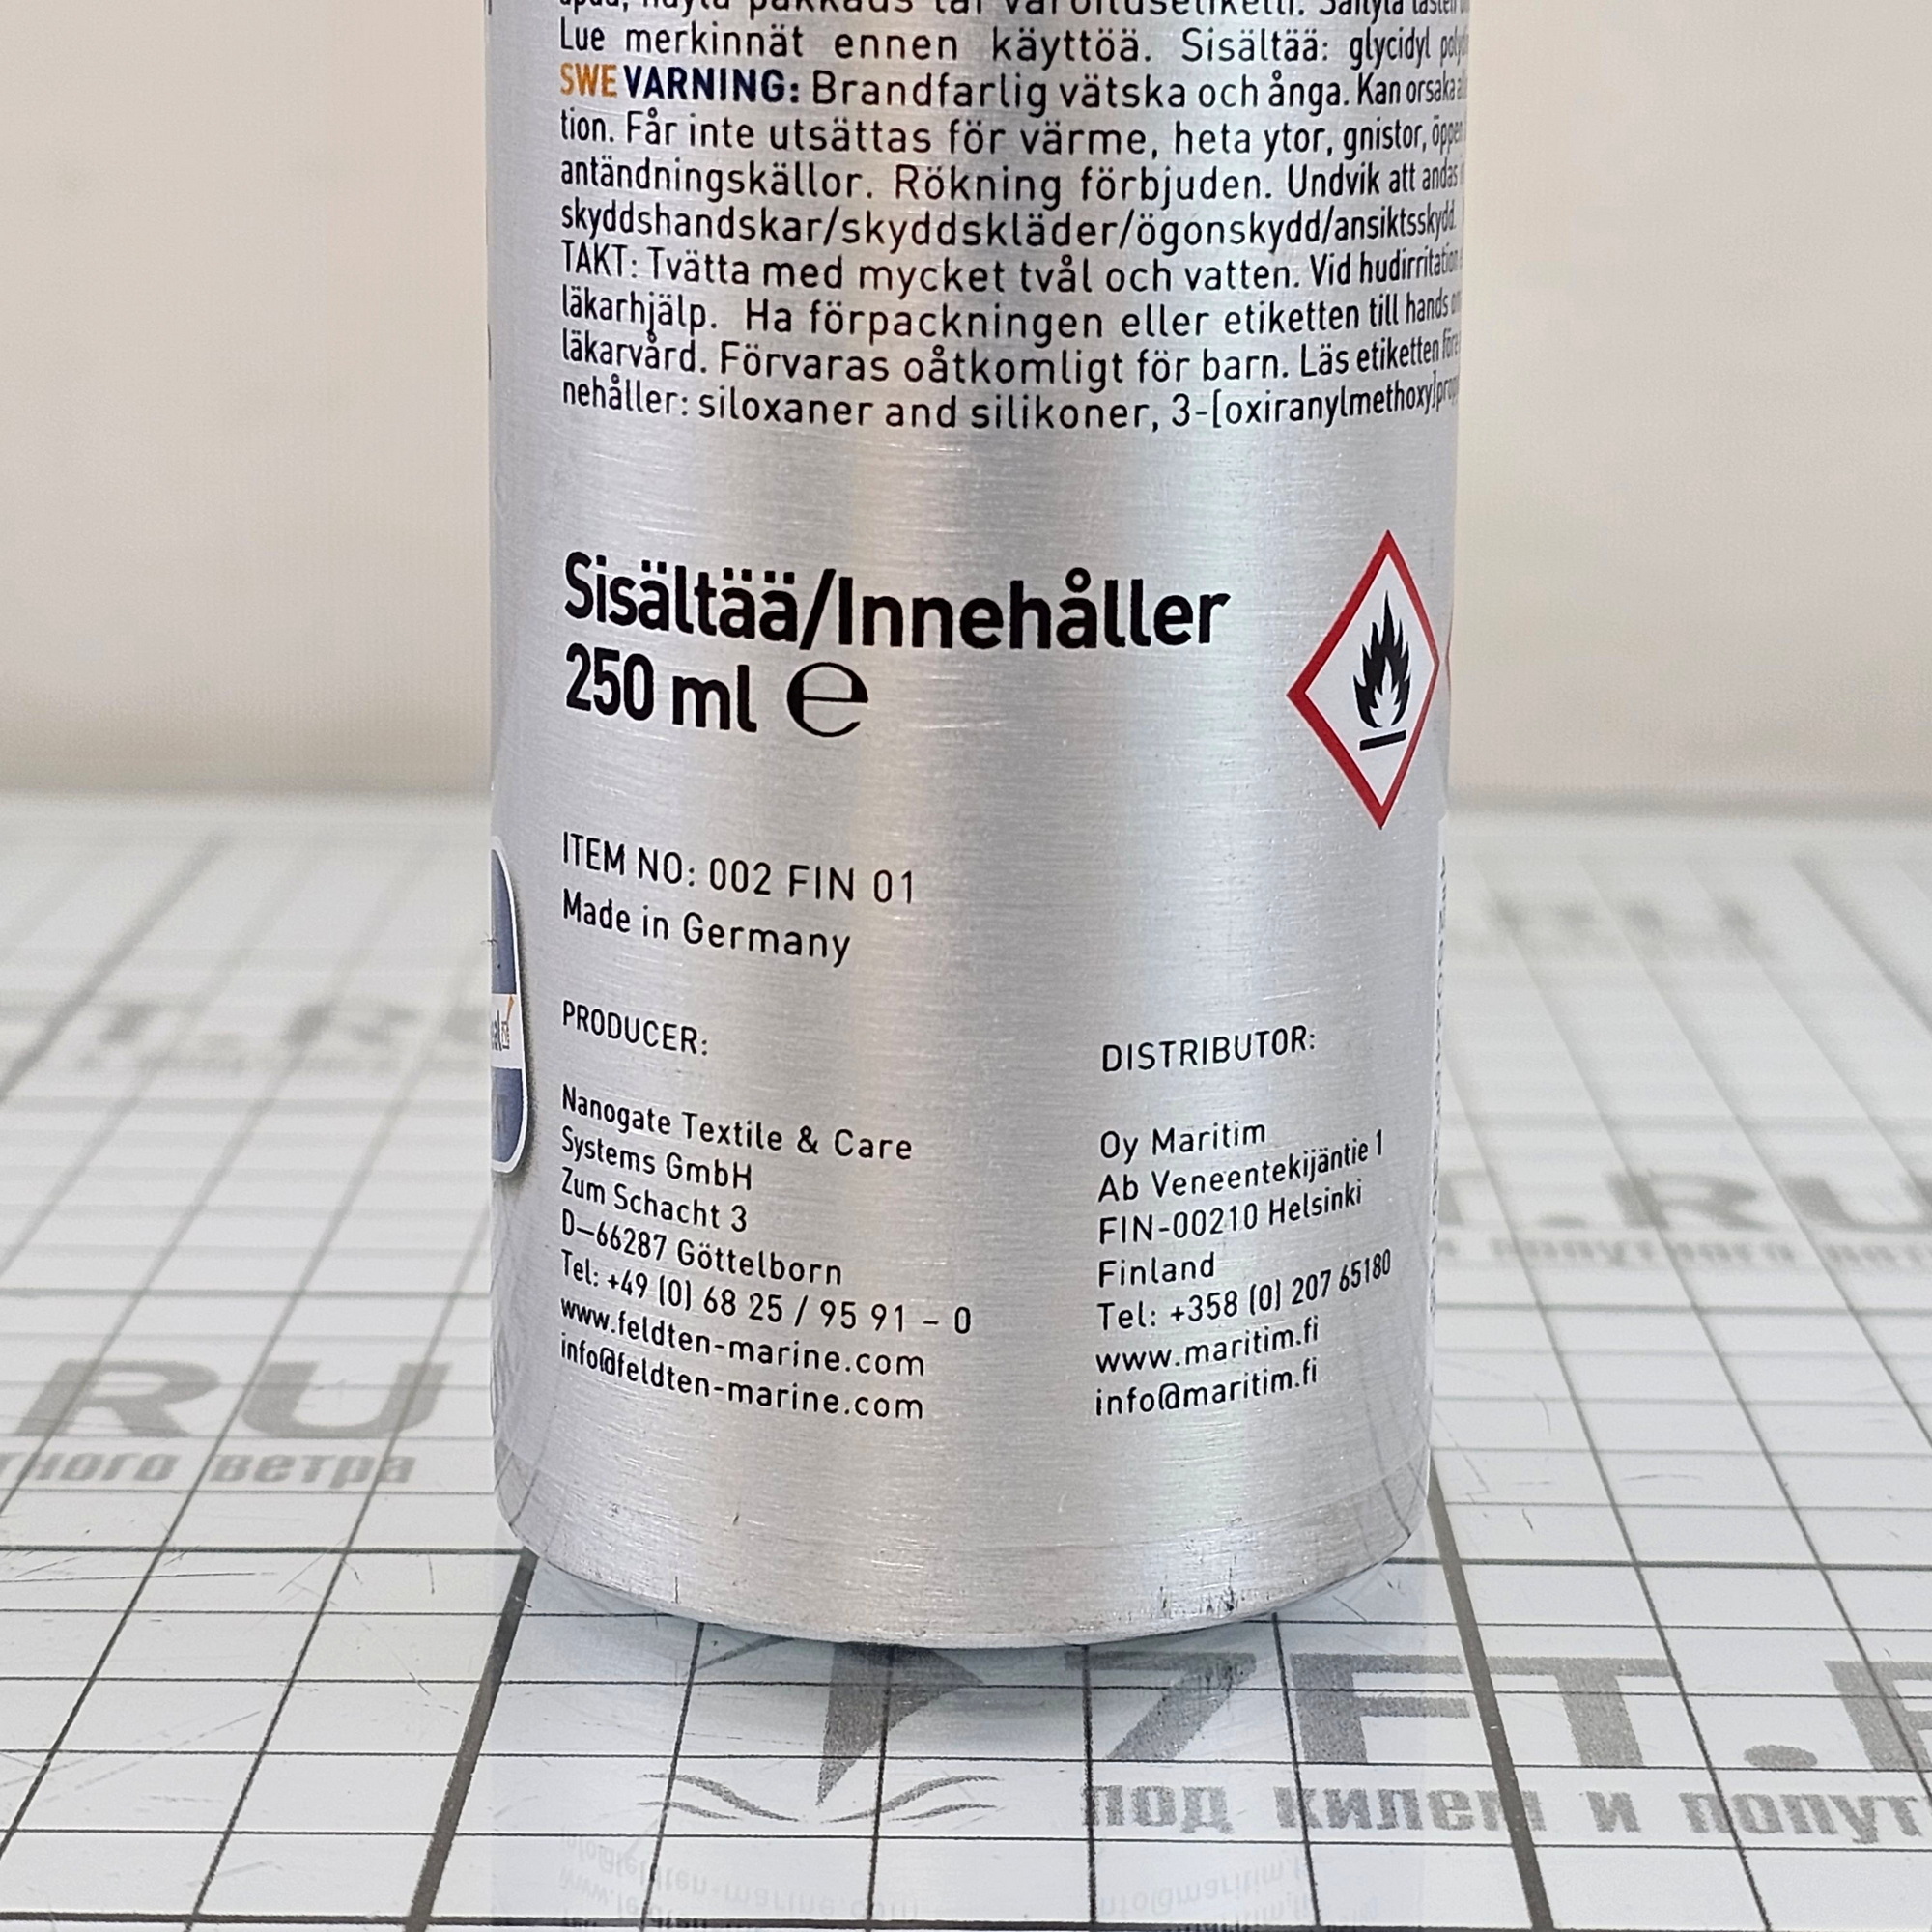 Lue merkinnät ennen käyttöä. Sisältää: glycidyl
SWE VARNING: Brandfarlig vätska och ånga. Kan orsaka
tion. Får inte utsättas för värme, heta ytor, gnistor,
antändningskällor. Rökning förbjuden. Undvik att andas
skyddshandskar/skyddskläder/ögonskydd/ansiktsskydd.
TAKT: Tvätta med mycket tvål och vatten. Vid hudirritation
läkarhjälp. Ha förpackningen eller etiketten till hands
läkarvård. Förvaras oåtkomligt för barn. Läs etiketten
nehåller: siloxaner and silikoner, 3-[oxiranylmethoxy]
Sisältää/Innehåller
250 ml ℮
ITEM NO: 002 FIN 01
Made in Germany
PRODUCER:
Nanogate Textile & Care
Systems GmbH
Zum Schacht 3
D–66287 Göttelborn
Tel: +49 (0) 68 25 / 95 91 – 0
www.feldten-marine.com
info@feldten-marine.com
DISTRIBUTOR:
Oy Maritim
Ab Veneentekijäntie 1
FIN-00210 Helsinki
Finland
Tel: +358 (0) 207 65180
www.maritim.fi
info@maritim.fi
RU
ветра
7FT.
под килем и